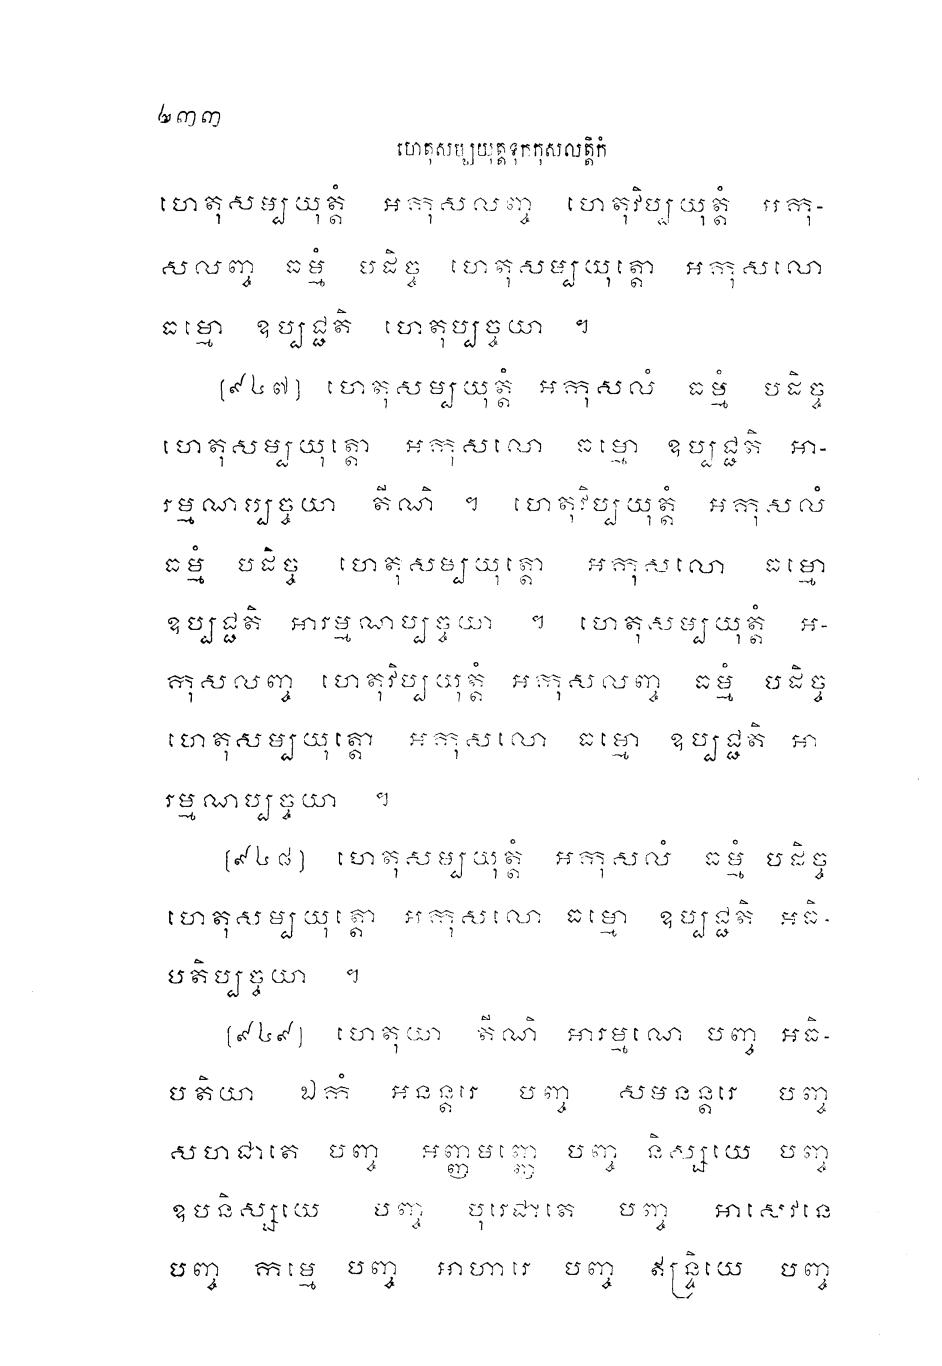 ២៣៣
ហេតុសម្បយុត្តទុកកុសលត្តិកំ
ហេតុសម្បយុត្តំ អកុសលញ្ច ហេតុវិប្បយុត្តំ អកុ-
សលញ្ច ធម្មំ បដិច្ច ហេតុសម្បយុត្តោ អកុសលោ
ធម្មោ ឧប្បជ្ជតិ ហេតុប្បច្ចយា ។
[៩៤៧] ហេតុសម្បយុត្តំ អកុសលំ ធម្មំ បដិច្ច
ហេតុសម្បយុត្តោ អកុសលោ ធម្មោ ឧប្បជ្ជតិ អា-
រម្មណប្បច្ចយា តីណិ ។ ហេតុវិប្បយុត្តំ អកុសលំ
ធម្មំ បដិច្ច ហេតុសម្បយុត្តោ អកុសលោ ធម្មោ
ឧប្បជ្ជតិ អារម្មណប្បច្ចយា ។ ហេតុសម្បយុត្តំ អ-
កុសលញ្ច ហេតុវិប្បយុត្តំ អកុសលញ្ច ធម្មំ បដិច្ច
ហេតុសម្បយុត្តោ អកុសលោ ធម្មោ ឧប្បជ្ជតិ អា
រម្មណប្បច្ចយា ។
[៩៤៨] ហេតុសម្បយុត្តំ អកុសលំ ធម្មំ បដិច្ច
ហេតុសម្បយុត្តោ អកុសលោ ធម្មោ ឧប្បជ្ជតិ អធិ-
បតិប្បច្ចយា ។
[៩៤៩] ហេតុយា តីណិ អារម្មណេ បញ្ច អធិ-
បតិយា ឯកំ អនន្តរេ បញ្ច សមនន្តរេ បញ្ច
សហជាតេ បញ្ច អញ្ញមញ្ញេ បញ្ច និស្សយេ បញ្ច
ឧបនិស្សយេ បញ្ច បុរេជាតេ បញ្ច អាសេវនេ
បញ្ច កម្មេ បញ្ច អាហារេ បញ្ច ឥន្ទ្រិយេ បញ្ច